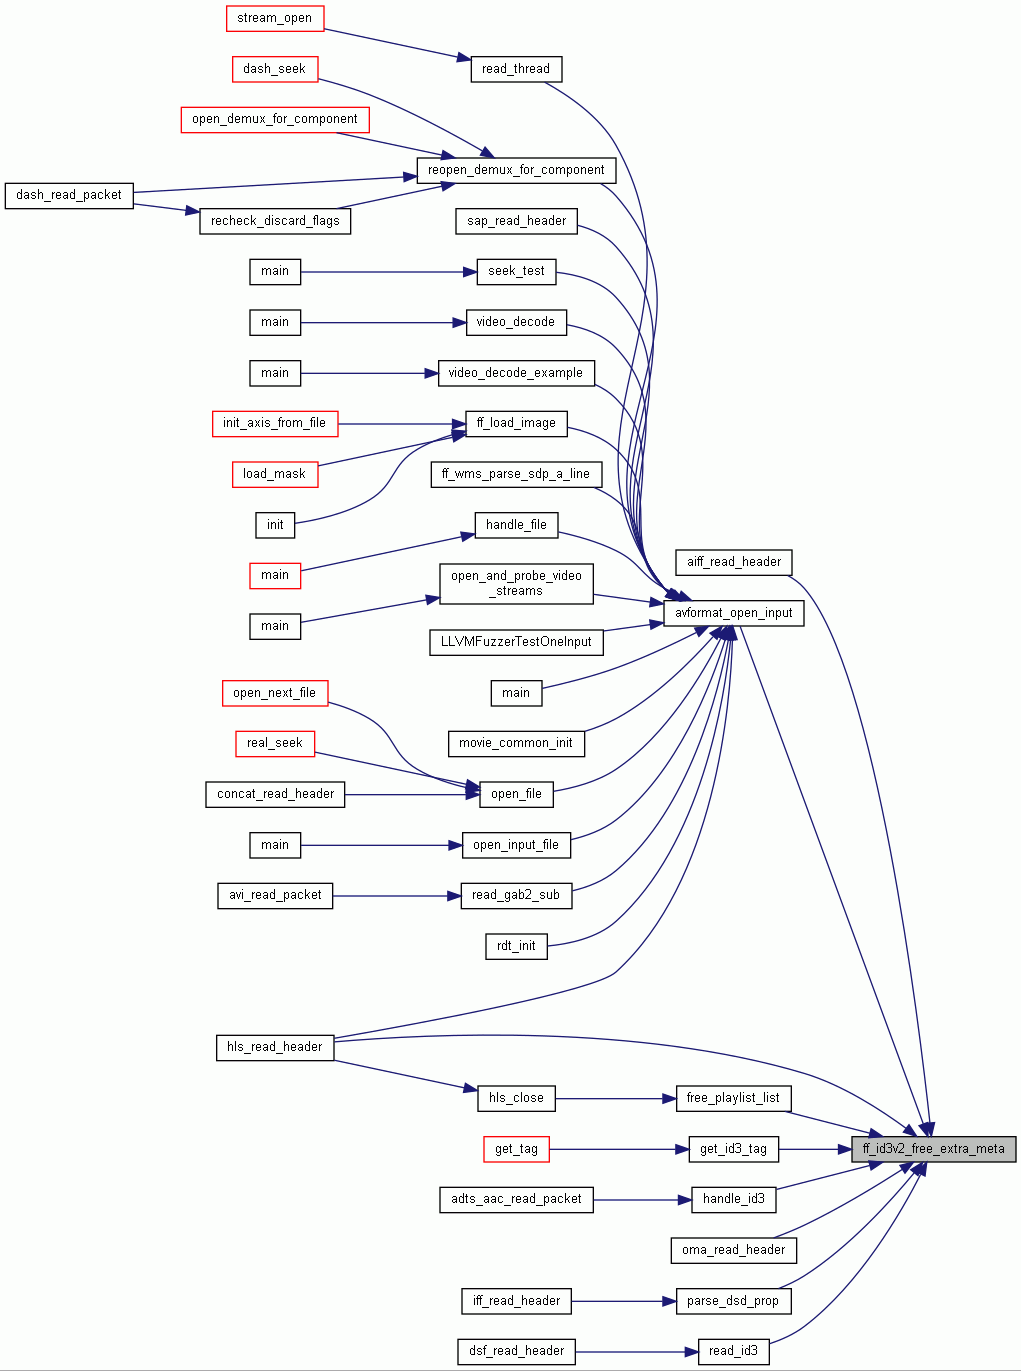 stream_open
read_thread
dash_seek
open_demux_for_component
reopen_demux_for_component
dash_read_packet
recheck_discard_flags
sap_read_header
main
seek_test
main
video_decode
main
video_decode_example
init_axis_from_file
ff_load_image
load_mask
ff_wms_parse_sdp_a_line
init
handle_file
main
open_and_probe_video
_streams
main
aiff_read_header
avformat_open_input
LLVMFuzzerTestOneInput
main
open_next_file
movie_common_init
real_seek
concat_read_header
open_file
main
open_input_file
avi_read_packet
read_gab2_sub
rdt_init
hls_read_header
hls_close
free_playlist_list
get_tag
get_id3_tag
ff_id3v2_free_extra_meta
adts_aac_read_packet
handle_id3
oma_read_header
iff_read_header
parse_dsd_prop
dsf_read_header
read_id3